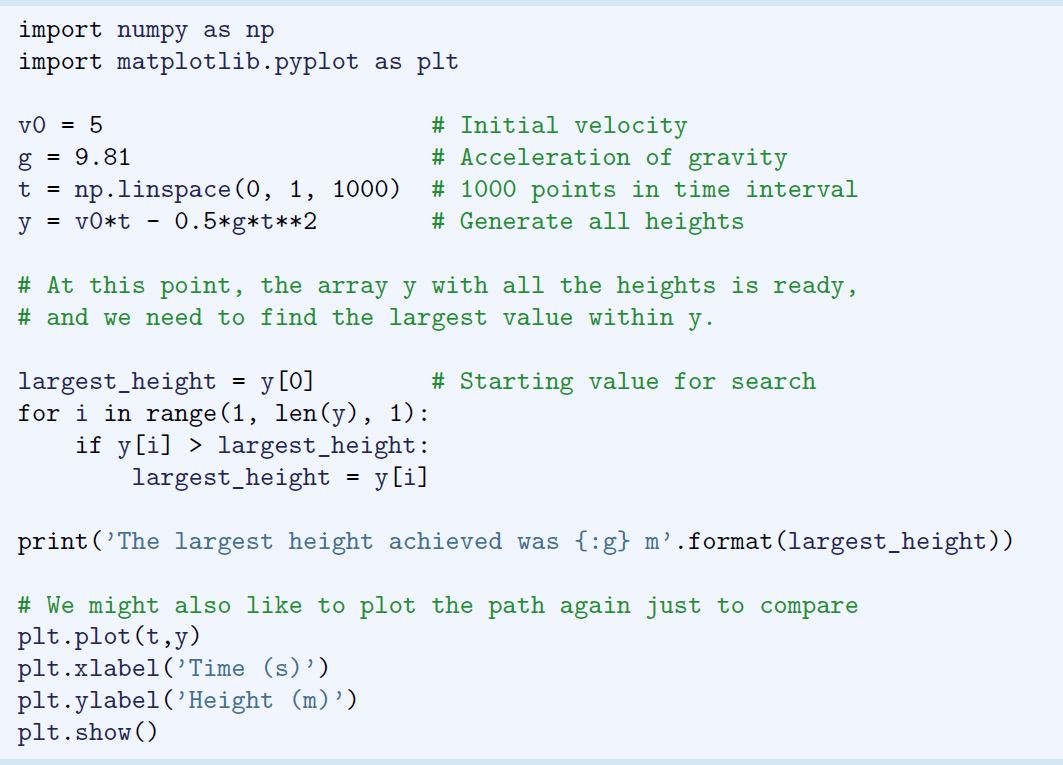 import numpy as np
import matplotlib.pyplot as plt

v0 = 5                       # Initial velocity
g = 9.81                     # Acceleration of gravity
t = np.linspace(0, 1, 1000)  # 1000 points in time interval
y = v0*t - 0.5*g*t**2        # Generate all heights

# At this point, the array y with all the heights is ready,
# and we need to find the largest value within y.

largest_height = y[0]        # Starting value for search
for i in range(1, len(y), 1):
    if y[i] > largest_height:
        largest_height = y[i]

print(’The largest height achieved was {:g} m’.format(largest_height))

# We might also like to plot the path again just to compare
plt.plot(t,y)
plt.xlabel(’Time (s)’)
plt.ylabel(’Height (m)’)
plt.show()